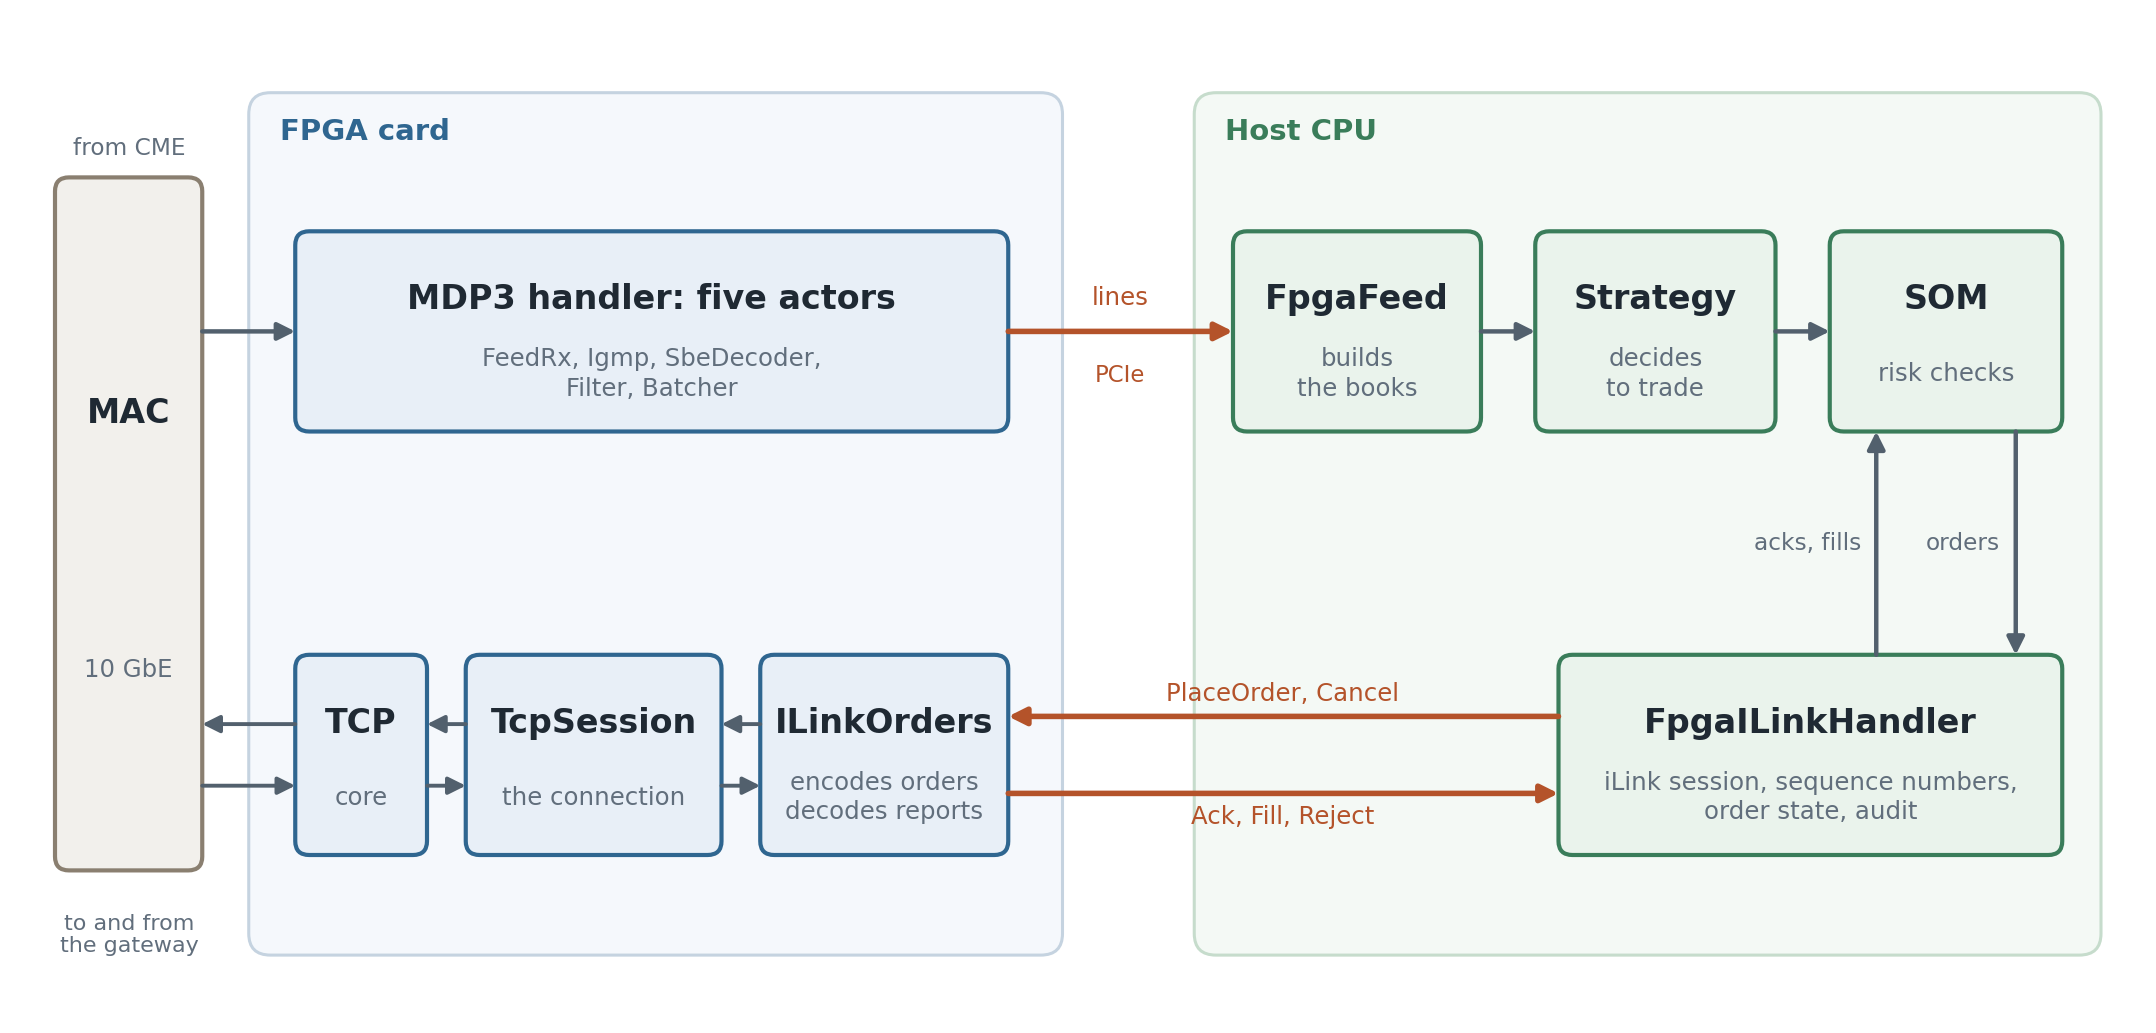 FPGA card
Host CPU
from CME
MAC
10 GbE
to and from
the gateway
MDP3 handler: five actors
FeedRx, Igmp, SbeDecoder,
Filter, Batcher
lines
PCIe
FpgaFeed
builds
the books
Strategy
decides
to trade
SOM
risk checks
acks, fills
orders
TCP
core
TcpSession
the connection
ILinkOrders
encodes orders
decodes reports
PlaceOrder, Cancel
Ack, Fill, Reject
FpgaILinkHandler
iLink session, sequence numbers,
order state, audit